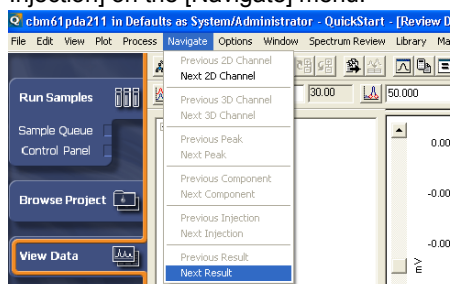 Injection] on the [Navigate] menu.
cbm61pda211 in Defaults as System/Administrator - QuickStart - [Review D
File Edit View Plot Process Navigate Options Window Spectrum Review Library Ma
Previous 2D Channel
Next 2D Channel
30.00
50.000
Previous 3D Channel
Next 3D Channel
Previous Peak
Next Peak
Previous Component
Next Component
Previous Injection
Next Injection
Previous Result
Next Result
Run Samples
Sample Queue
Control Panel
Browse Project
View Data
0.00
-0.00
-0.00
mV